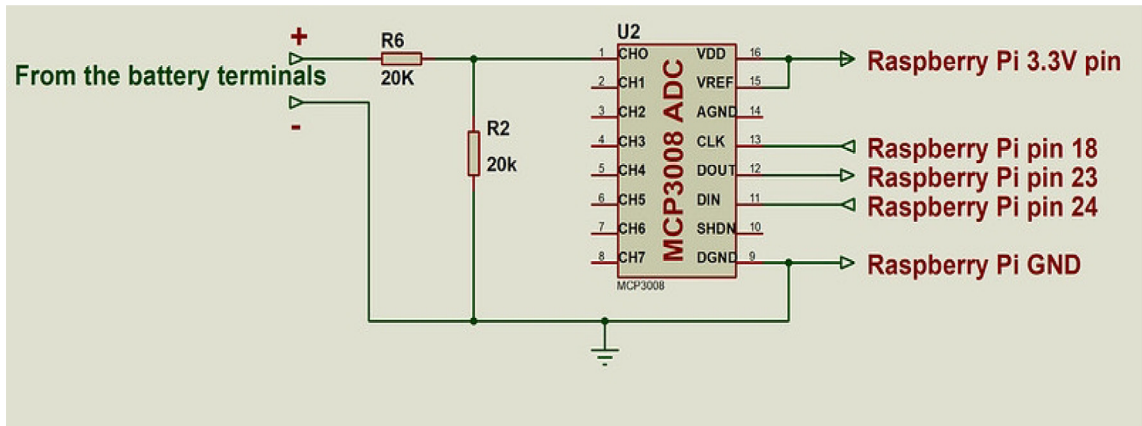 +
From the battery terminals
-
R6
20K
R2
20k
U2
1 CH0 VDD 16
2 CH1 VREF 15
3 CH2 AGND 14
4 CH3 CLK 13
5 CH4 DOUT 12
6 CH5 DIN 11
7 CH6 SHDN 10
8 CH7 DGND 9
MCP3008 ADC
MCP3008
Raspberry Pi 3.3V pin
Raspberry Pi pin 18
Raspberry Pi pin 23
Raspberry Pi pin 24
Raspberry Pi GND